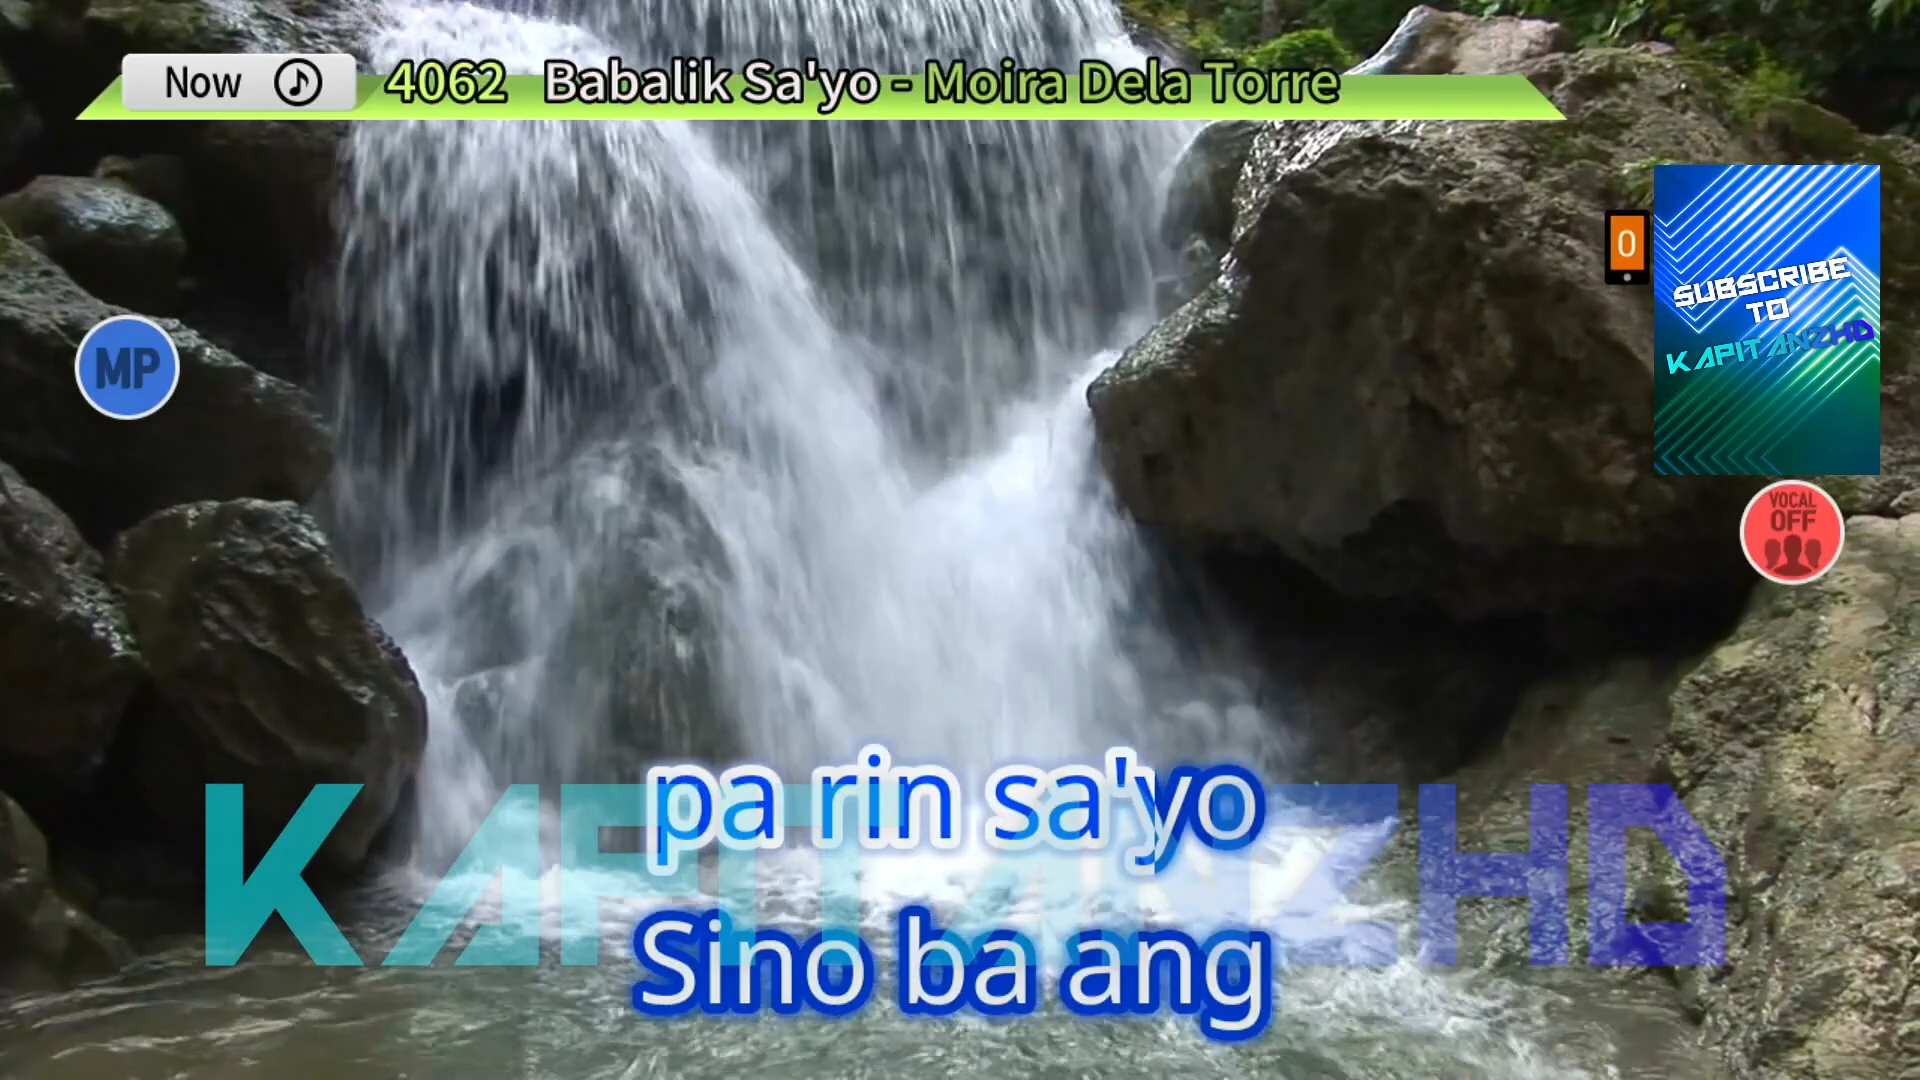 Now 4062 Babalik Sa'yo - Moira Dela Torre
SUBSCRIBE
TO
KAPITANZHD
0
MP
VOCAL
OFF
pa rin sa'yo
KAPITANZHD
Sino ba ang